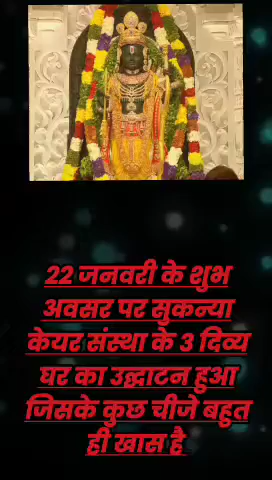 22 जनवरी के शुभ
अवसर पर सुकन्या
केयर संस्था के 3 दिव्य
घर का उद्घाटन हुआ
जिसके कुछ चीजे बहुत
ही खास है